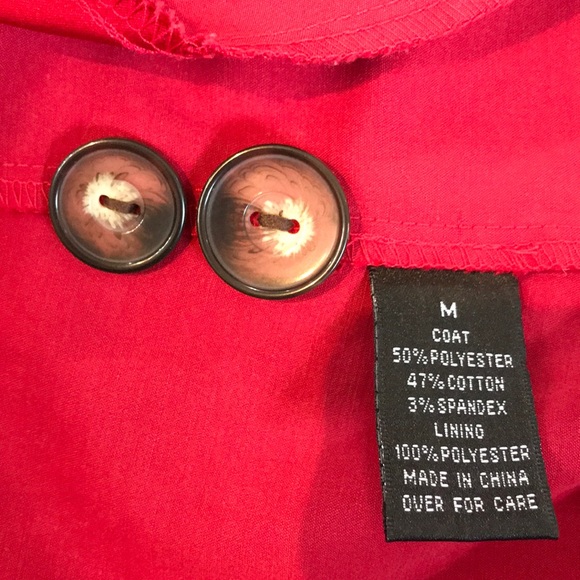 M
COAT
50%POLYESTER
47%COTTON
3%SPANDEX
LINING
100%POLYESTER
MADE IN CHINA
OVER FOR CARE